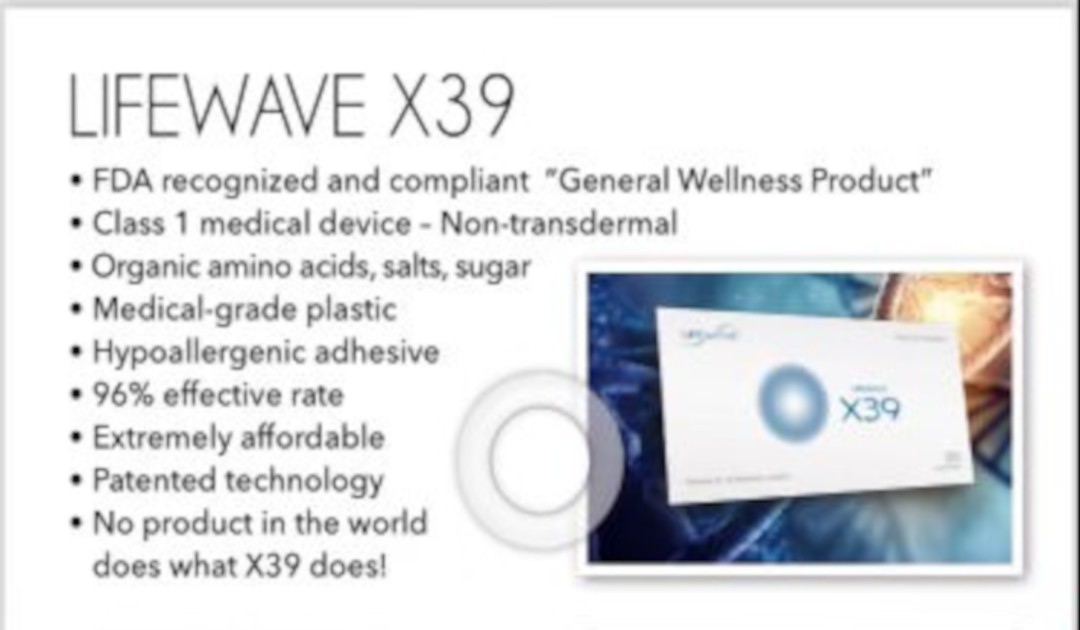 LIFEWAVE X39
• FDA recognized and compliant "General Wellness Product"
• Class 1 medical device – Non-transdermal
• Organic amino acids, salts, sugar
• Medical-grade plastic
• Hypoallergenic adhesive
• 96% effective rate
• Extremely affordable
• Patented technology
• No product in the world
does what X39 does!
X39